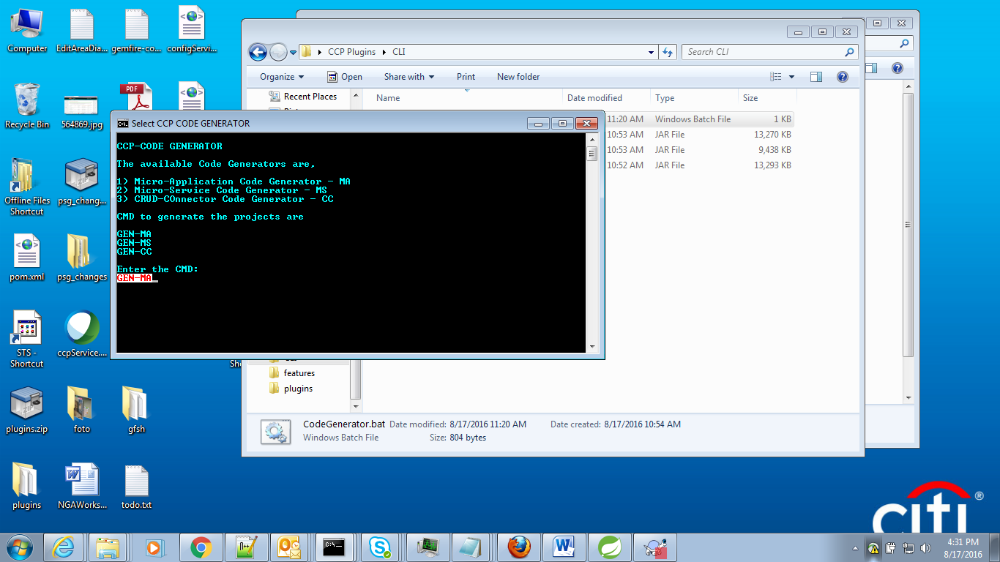 Computer
EditAreaDia...
gemfire-co...
configServi...
Recycle Bin
564869.jpg
PDF
Offline Files
Shortcut
psg_chang...
pom.xml
psg_changes
STS -
Shortcut
ccpService....
plugins.zip
foto
gfsh
plugins
NGAWorks...
todo.txt
CCP Plugins
CLI
Search CLI
Organize
Open
Share with
Print
New folder
Recent Places
Name
Date modified
Type
Size
11:20 AM Windows Batch File 1 KB
10:53 AM JAR File 13,270 KB
10:53 AM JAR File 9,438 KB
10:52 AM JAR File 13,293 KB
Select CCP CODE GENERATOR
CCP-CODE GENERATOR
The available Code Generators are,
1) Micro-Application Code Generator - MA
2) Micro-Service Code Generator - MS
3) CRUD-COnnector Code Generator - CC
CMD to generate the projects are
GEN-MA
GEN-MS
GEN-CC
Enter the CMD:
GEN-MA
features
plugins
CodeGenerator.bat Date modified: 8/17/2016 11:20 AM Date created: 8/17/2016 10:54 AM
Windows Batch File Size: 804 bytes
citi®
4:31 PM
8/17/2016